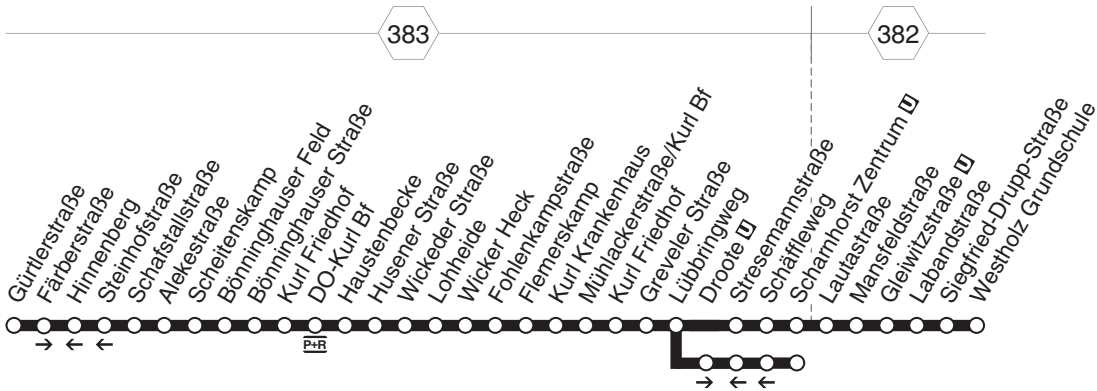 383
382
Gürtlerstraße
Färberstraße
Hinnenberg
Steinhofstraße
Schafstallstraße
Alekestraße
Scheitenskamp
Bönninghauser Feld
Bönninghauser Straße
Kurl Friedhof
DO-Kurl Bf
Haustenbecke
Husener Straße
Wickeder Straße
Lohheide
Wicker Heck
Fohlenkampstraße
Flemerskamp
Kurl Krankenhaus
Mühlackerstraße/Kurl Bf
Kurl Friedhof
Greveler Straße
Lübbringweg
Droote U
Stresemannstraße
Schäffleweg
Scharnhorst Zentrum U
Lautastraße
Mansfeldstraße
Gleiwitzstraße U
Labandstraße
Siegfried-Drupp-Straße
Westholz Grundschule
P+R